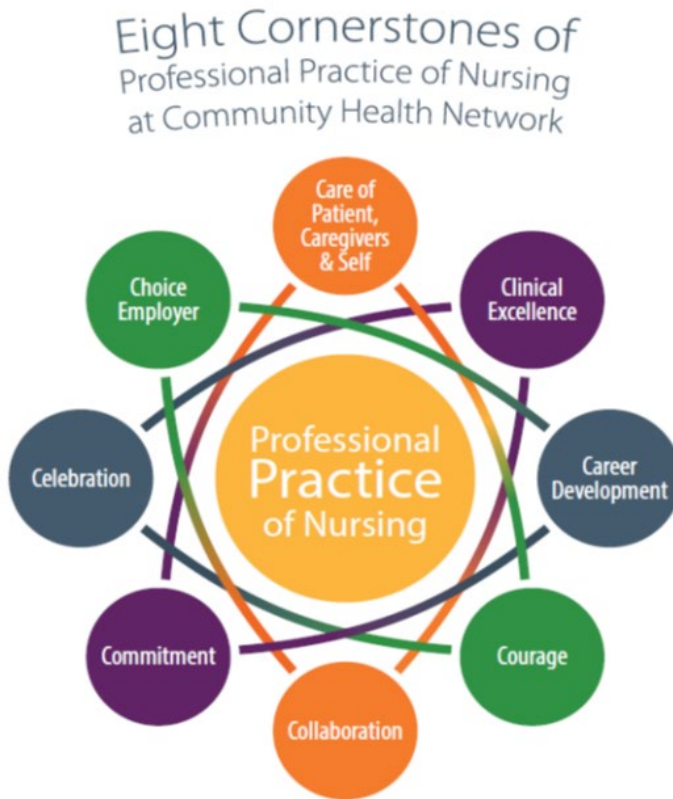 Eight Cornerstones of
Professional Practice of Nursing
at Community Health Network
Care of
Patient,
Caregivers
& Self
Clinical
Excellence
Career
Development
Courage
Collaboration
Commitment
Celebration
Choice
Employer
Professional
Practice
of Nursing